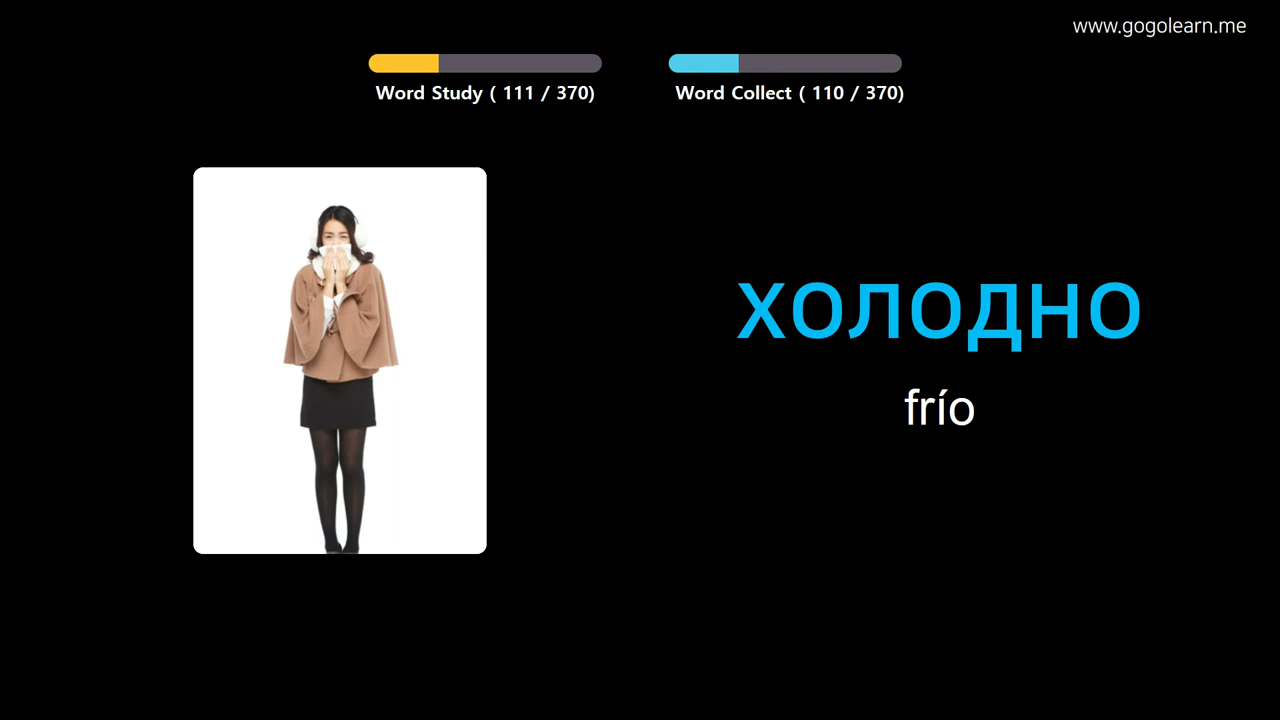 www.gogolearn.me
Word Study ( 111 / 370)
Word Collect ( 110 / 370)
холодно
frío